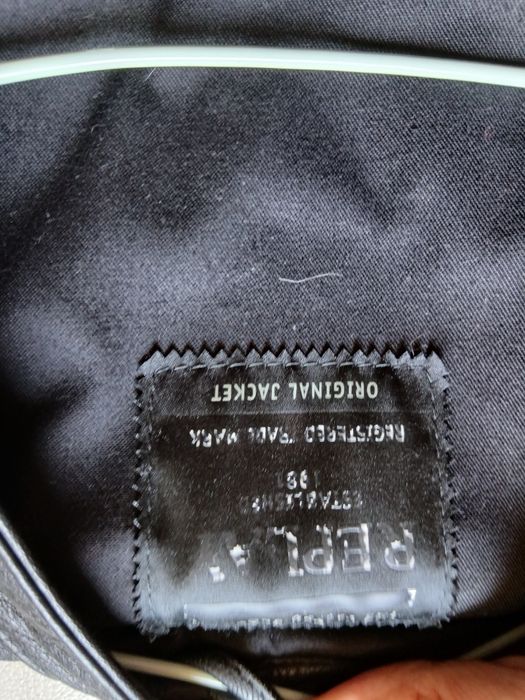 REPLAY
ESTABLISHED
1981
REGISTERED TRADE MARK
ORIGINAL JACKET